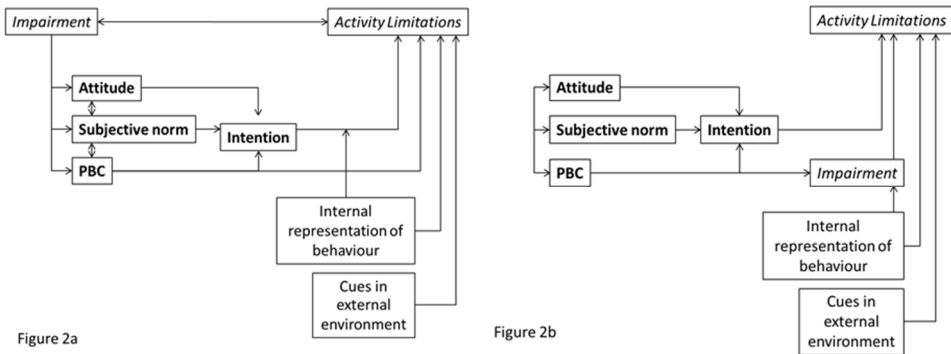 Impairment
Activity Limitations
Attitude
Subjective norm
Intention
PBC
Internal
representation of
behaviour
Cues in
external
environment
Figure 2a
Activity Limitations
Attitude
Subjective norm
Intention
PBC
Impairment
Internal
representation of
behaviour
Cues in
external
environment
Figure 2b